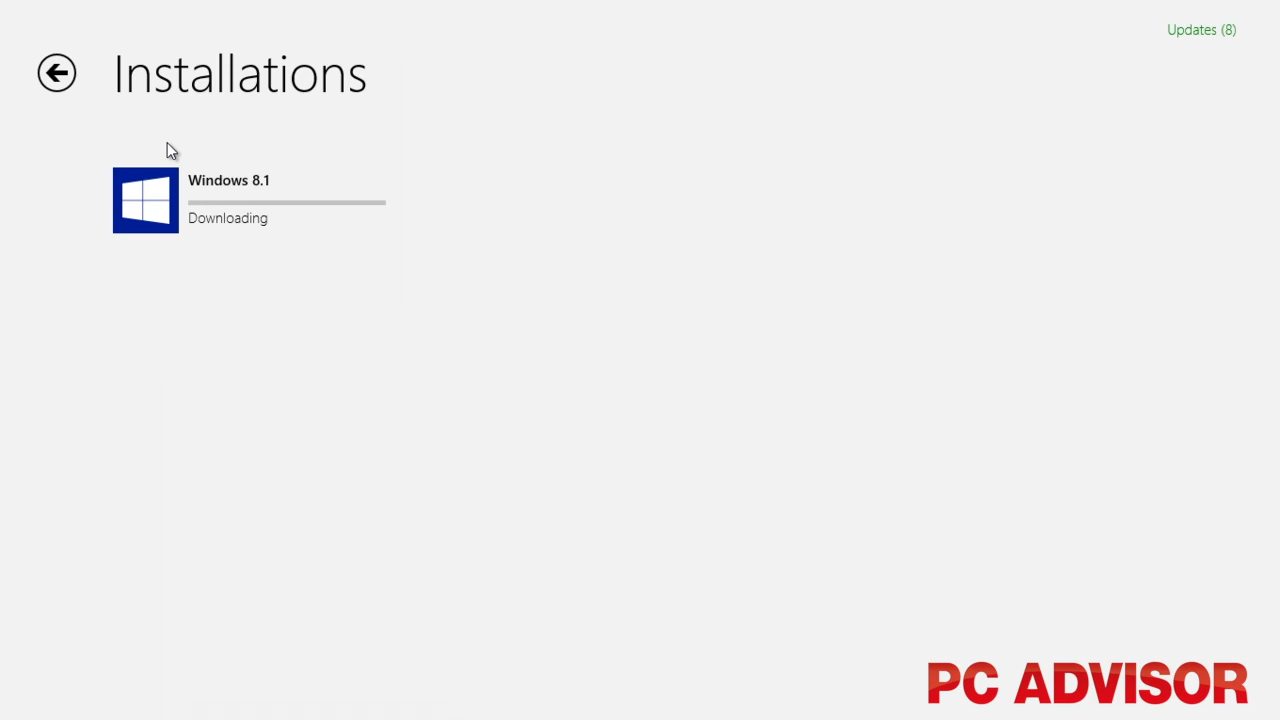 Updates (8)
Installations
Windows 8.1
Downloading
PC ADVISOR